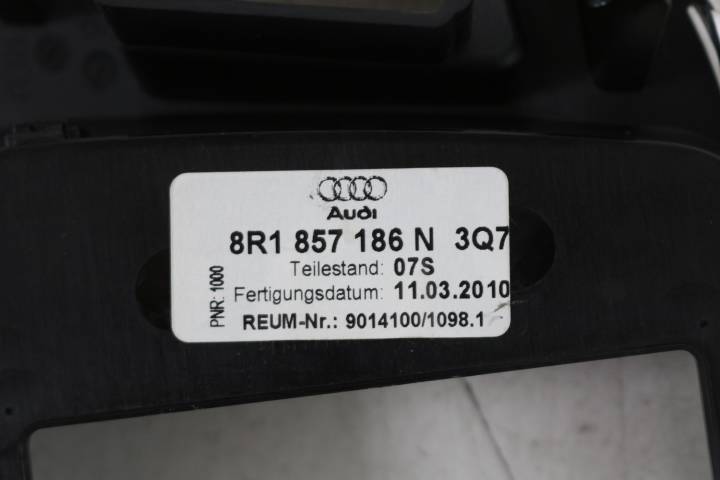 Audi
8R1 857 186 N 3Q7
Teilestand: 07S
Fertigungsdatum: 11.03.2010
REUM-Nr.: 9014100/1098.1
PNR: 1000